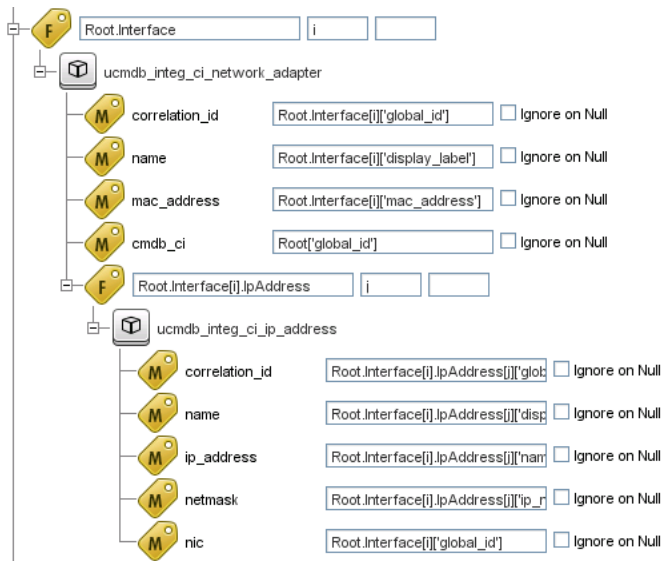 F Root.Interface i
ucmdb_integ_ci_network_adapter
M correlation_id Root.Interface[i]['global_id'] Ignore on Null
M name Root.Interface[i]['display_label'] Ignore on Null
M mac_address Root.Interface[i]['mac_address'] Ignore on Null
M cmdb_ci Root['global_id'] Ignore on Null
F Root.Interface[i].IpAddress j
ucmdb_integ_ci_ip_address
M correlation_id Root.Interface[i].IpAddress[j]['glob Ignore on Null
M name Root.Interface[i].IpAddress[j]['disp Ignore on Null
M ip_address Root.Interface[i].IpAddress[j]['nam Ignore on Null
M netmask Root.Interface[i].IpAddress[j]['ip_n Ignore on Null
M nic Root.Interface[i]['global_id'] Ignore on Null